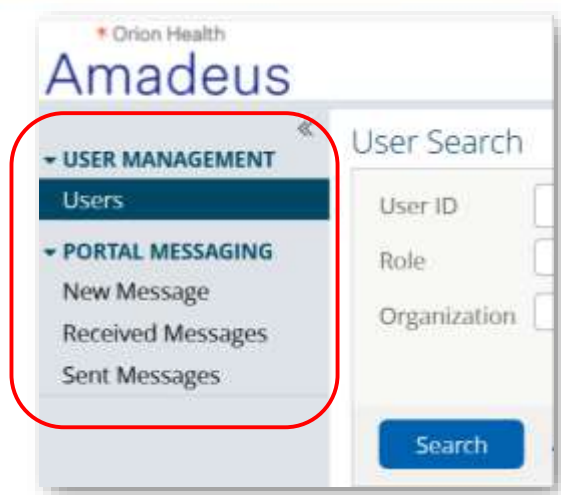 Orion Health
Amadeus
USER MANAGEMENT
Users
PORTAL MESSAGING
New Message
Received Messages
Sent Messages
User Search
User ID
Role
Organization
Search